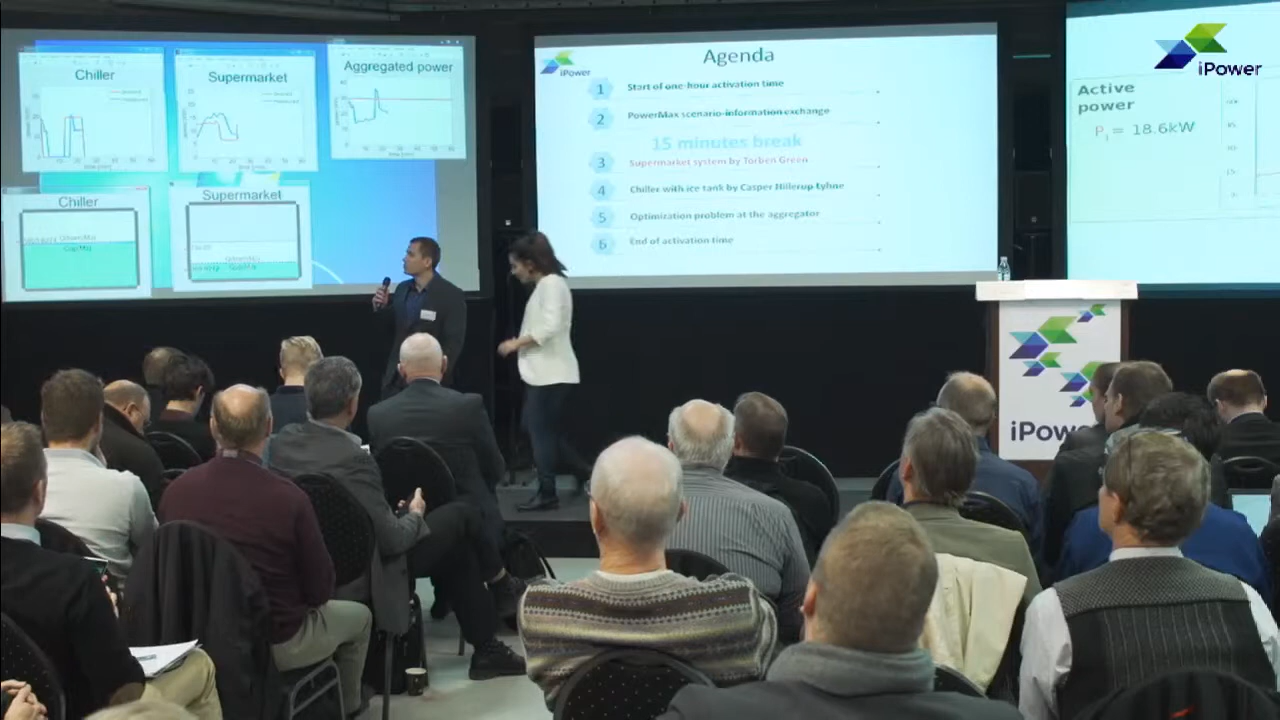 Chiller
Supermarket
Aggregated power
Chiller
Supermarket
iPower
Agenda
1 Start of one-hour activation time
2 PowerMax scenario-information exchange
15 minutes break
3 Supermarket system by Torben Green
4 Chiller with ice tank by Casper Hillerup Lyhne
5 Optimization problem at the aggregator
6 End of activation time
iPower
Active
power
= 18.6kW
iPowe